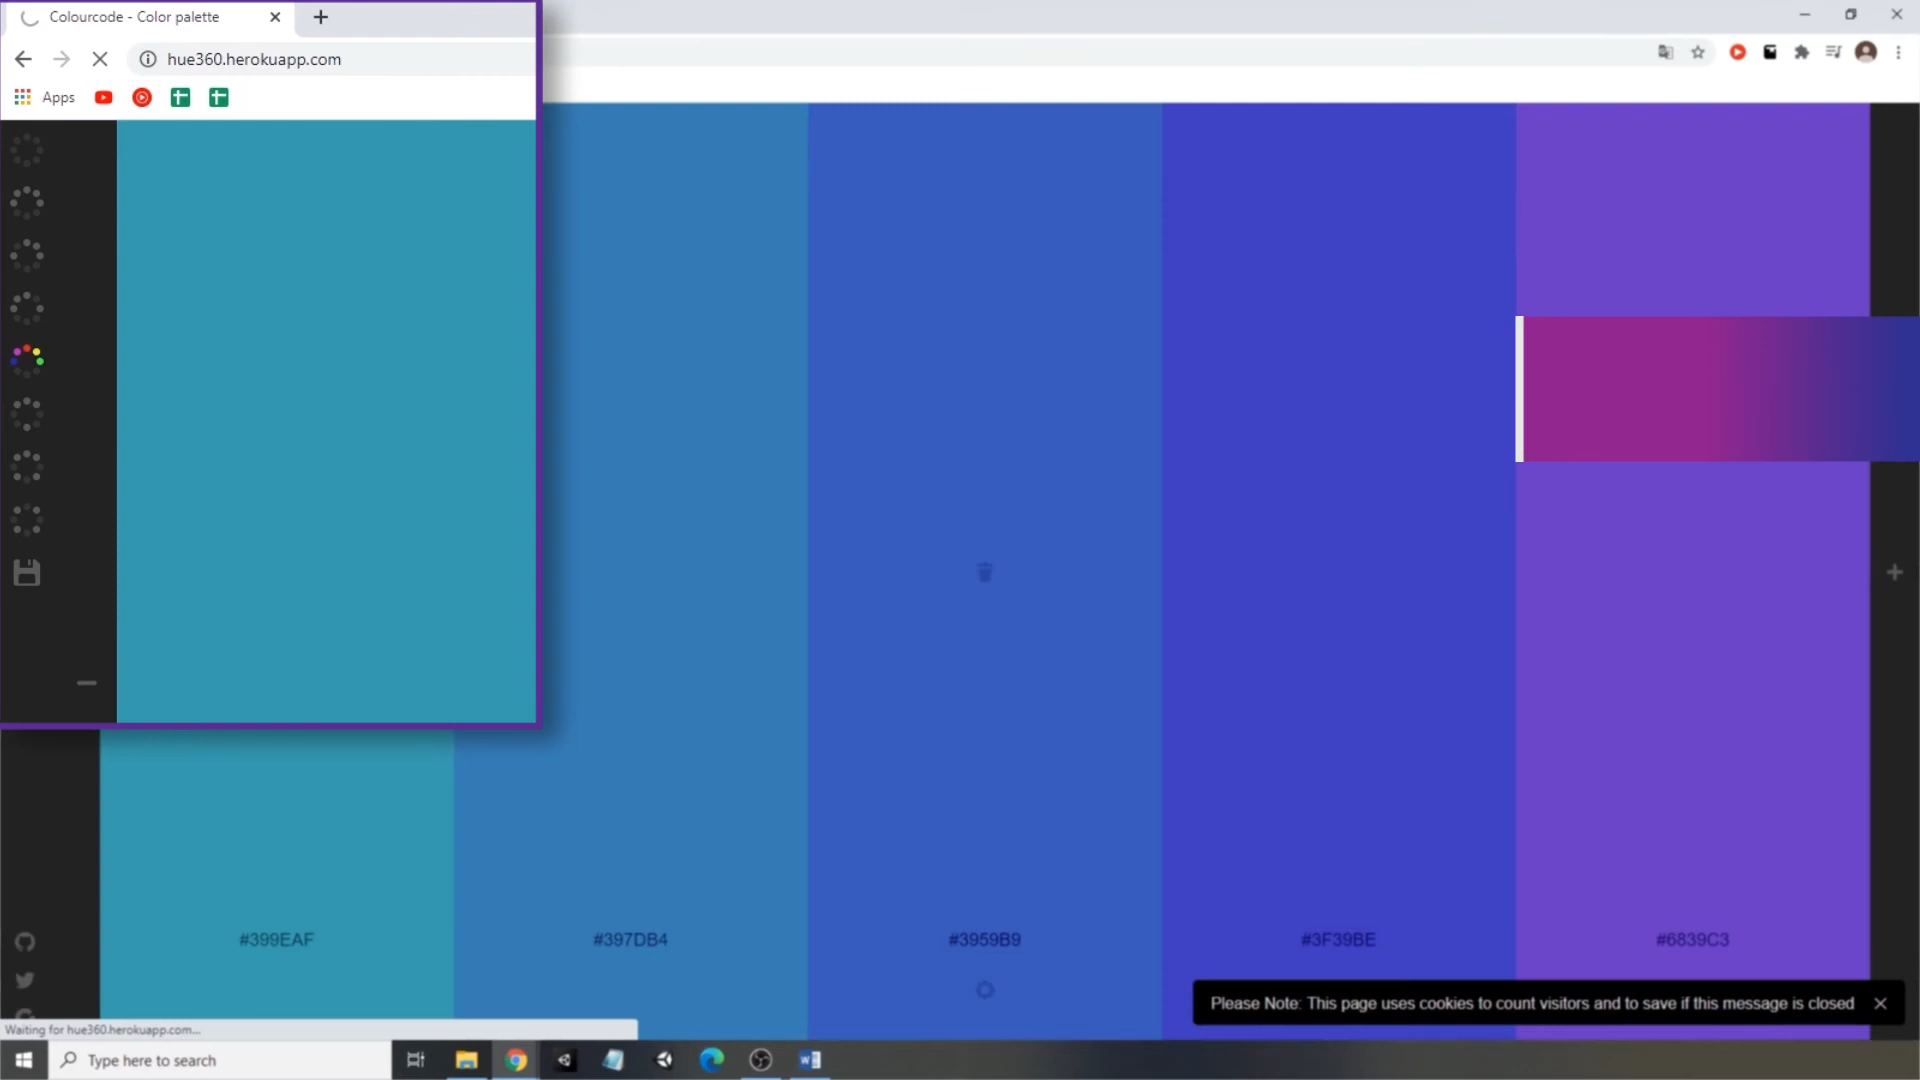 Colourcode - Color palette
hue360.herokuapp.com
Apps
#399EAF
#397DB4
#3959B9
#3F39BE
#6839C3
Please Note: This page uses cookies to count visitors and to save if this message is closed
Waiting for hue360.herokuapp.com...
Type here to search